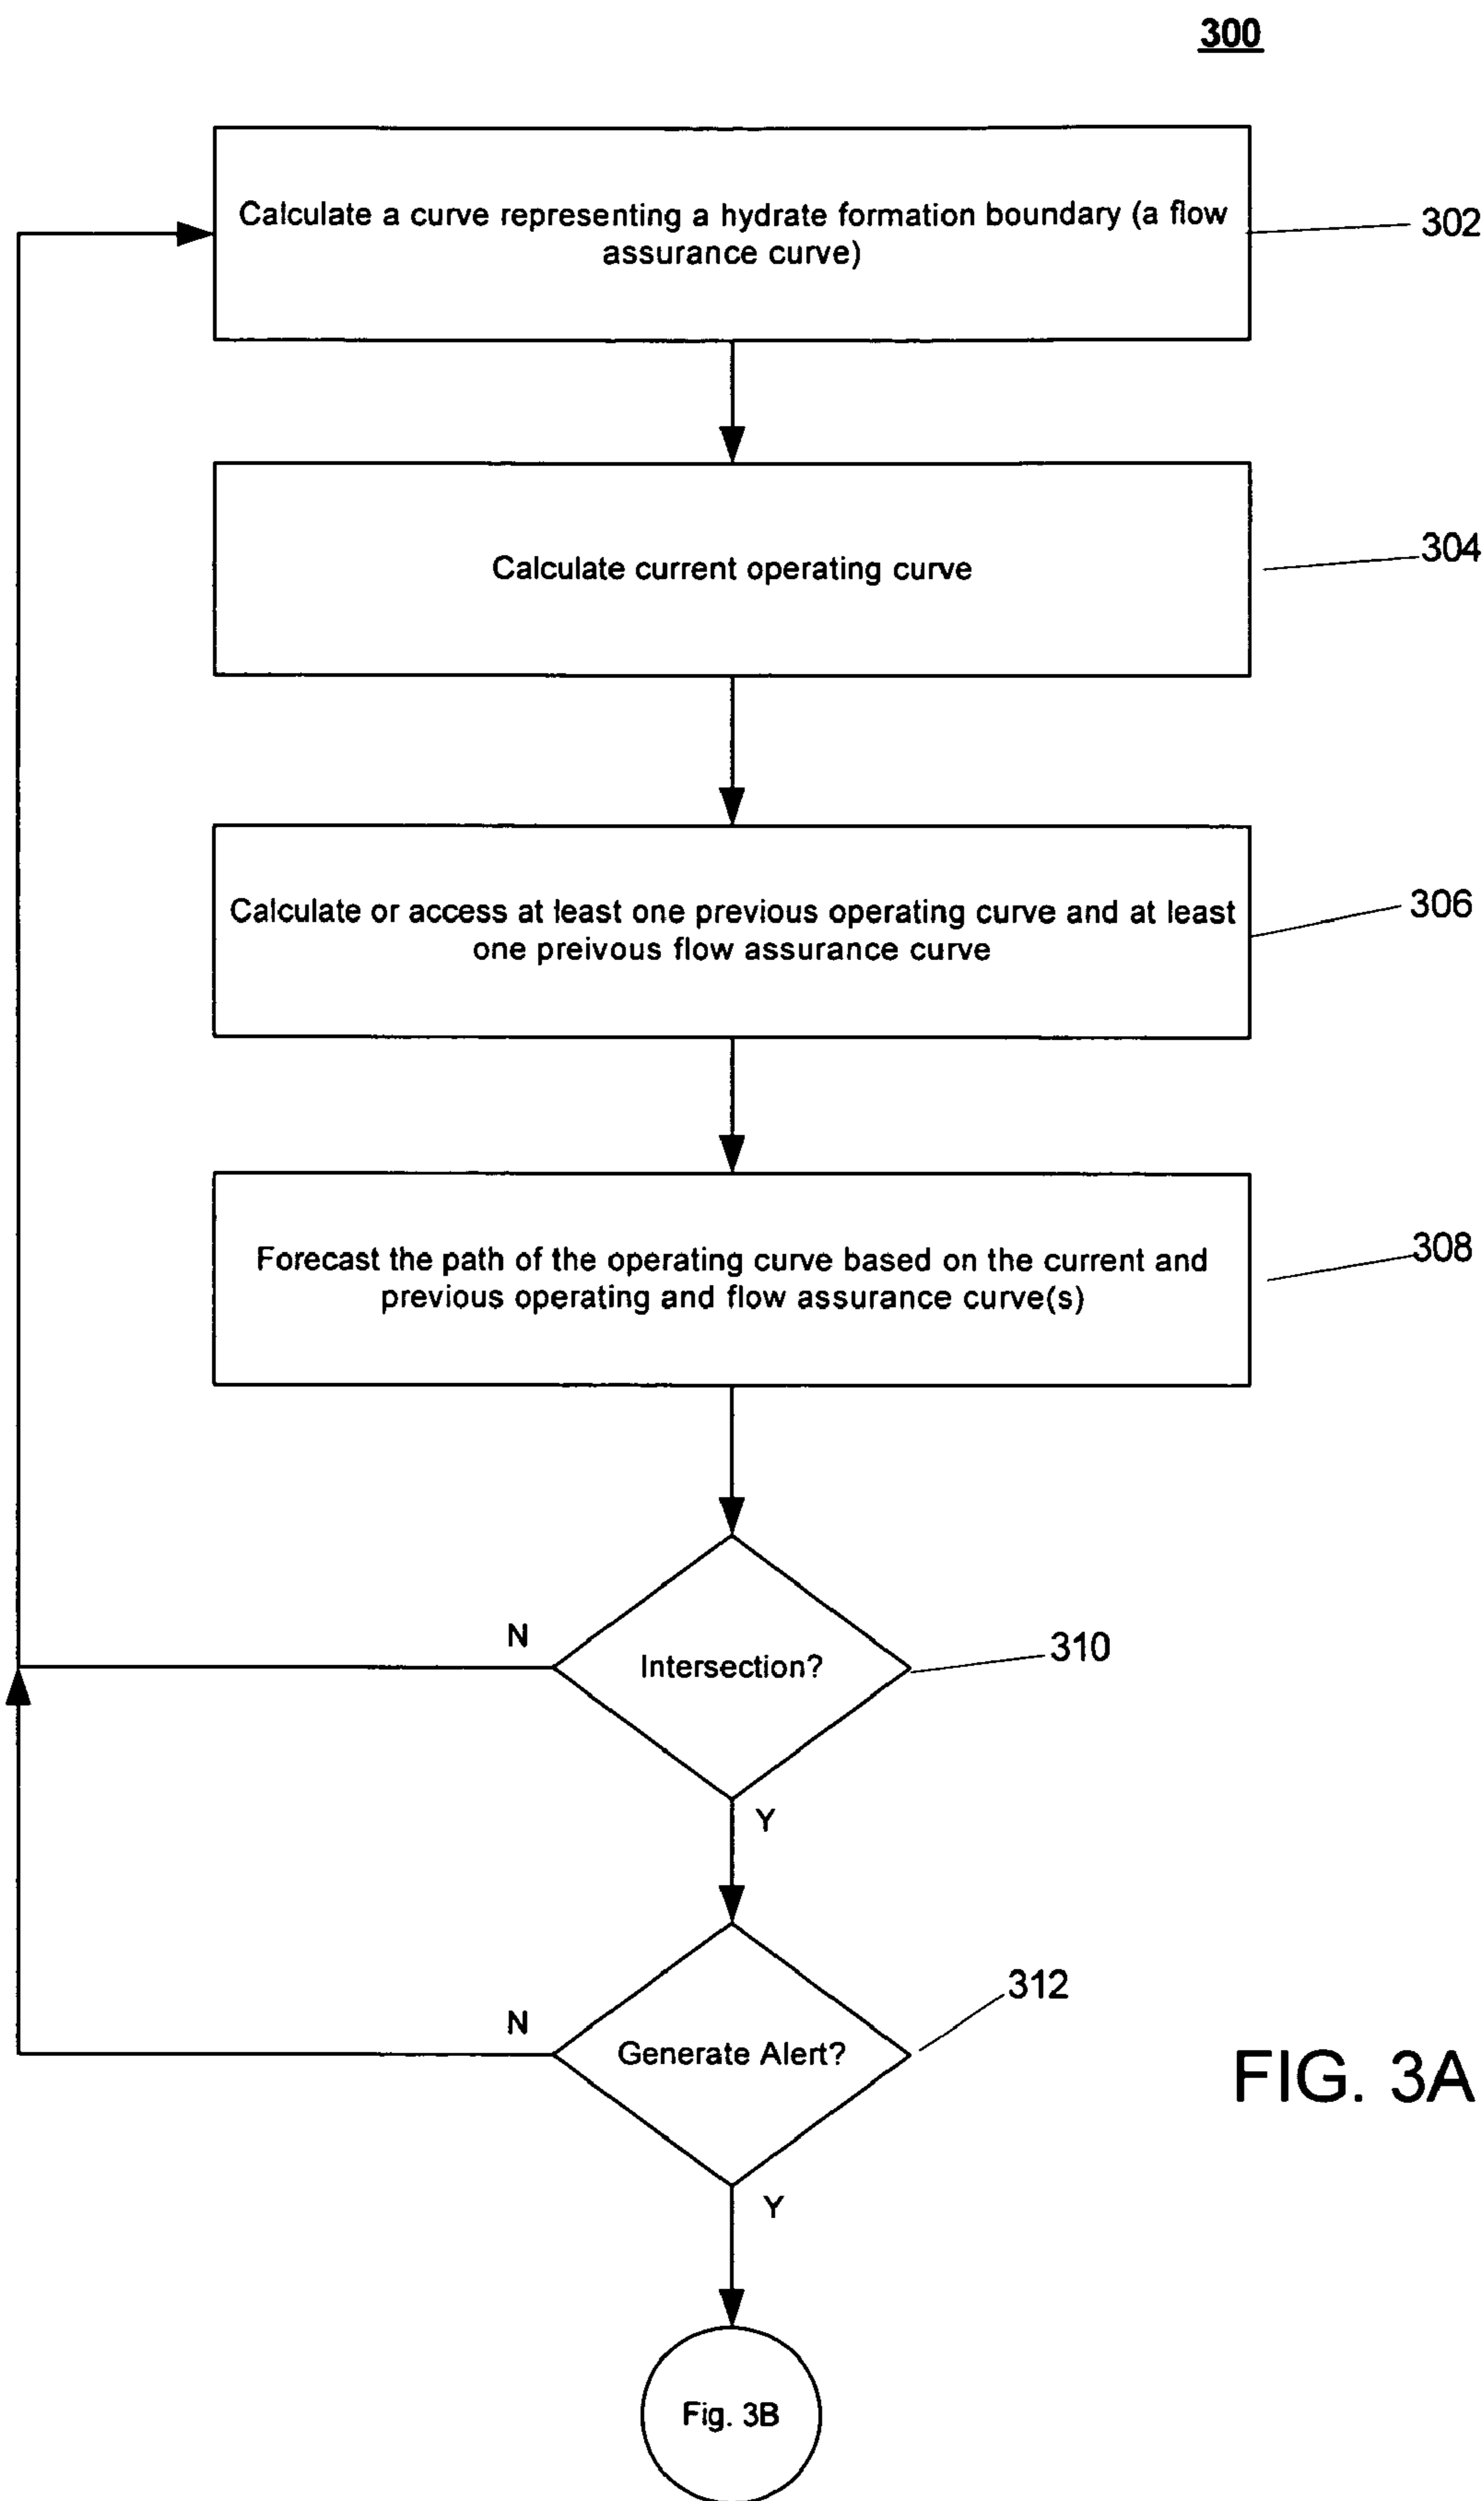 300
Calculate a curve representing a hydrate formation boundary (a flow
assurance curve)
302
Calculate current operating curve
304
Calculate or access at least one previous operating curve and at least
one preivous flow assurance curve
306
Forecast the path of the operating curve based on the current and
previous operating and flow assurance curve(s)
308
N
Intersection?
310
Y
N
Generate Alert?
312
FIG. 3A
Y
Fig. 3B